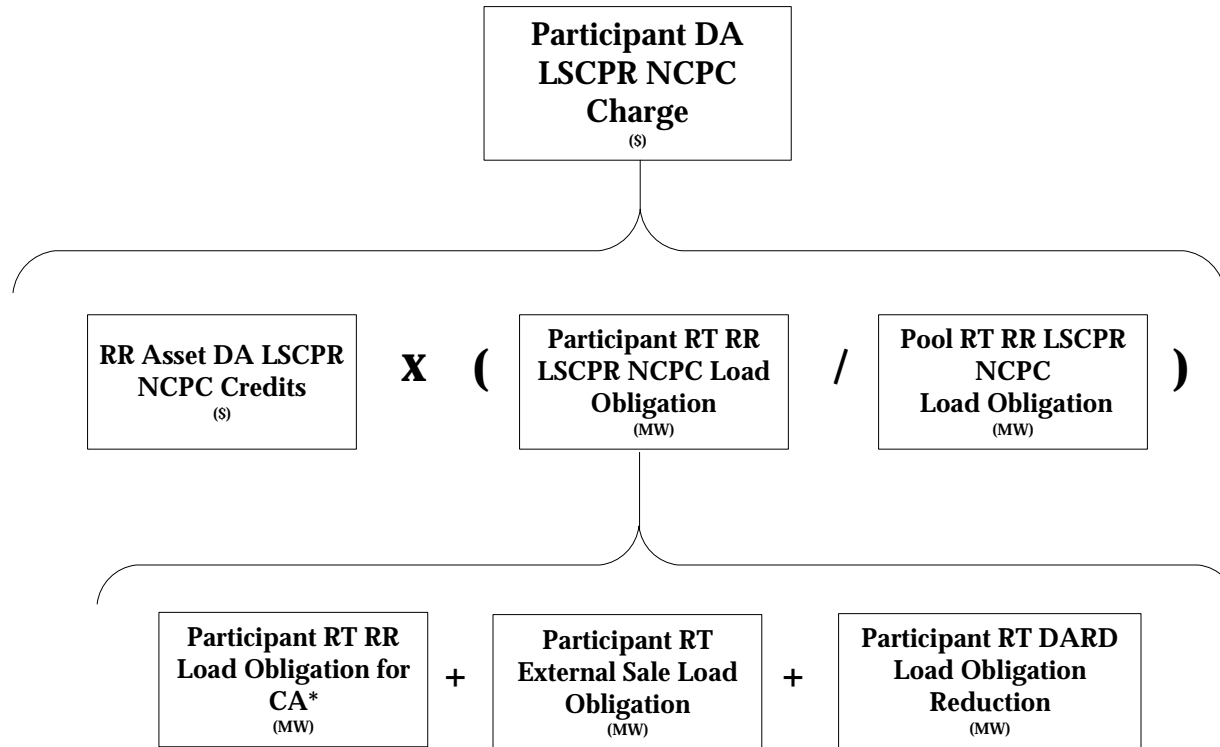 Participant DA
LSCPR NCPC
Charge
($)
RR Asset DA LSCPR
NCPC Credits
($)
x
(
Participant RT RR
LSCPR NCPC Load
Obligation
(MW)
/
Pool RT RR LSCPR
NCPC
Load Obligation
(MW)
)
Participant RT RR
Load Obligation for
CA*
(MW)
+
Participant RT
External Sale Load
Obligation
(MW)
+
Participant RT DARD
Load Obligation
Reduction
(MW)